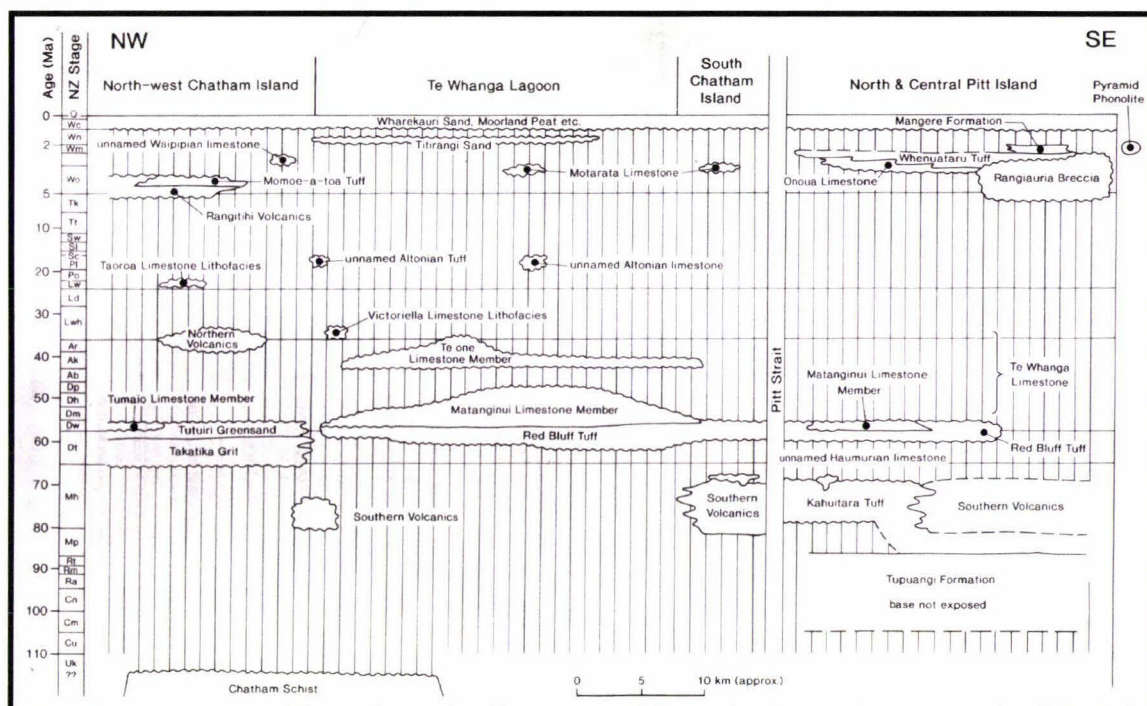 NW
SE
Age (Ma)
NZ Stage
North-west Chatham Island
Te Whanga Lagoon
South
Chatham
Island
North & Central Pitt Island
Pyramid
Phonolite
0
2
5
10
20
30
40
50
60
70
80
90
100
110
Q
Wc
Wn
Wm
Wo
Tk
Tt
Sw
Sl
Sc
Pl
Po
Lw
Ld
Lwh
Ar
Ak
Ab
Dp
Dh
Dm
Dw
Dt
Mh
Mp
Rt
Rm
Ra
Cn
Cm
Cu
Uk
??
Wharekauri Sand, Moorland Peat etc.
Mangere Formation
unnamed Waipipian limestone
Titirangi Sand
Whenuataru Tuff
Momoe-a-toa Tuff
Motarata Limestone
Onoua Limestone
Rangiauria Breccia
Rangitihi Volcanics
Taoroa Limestone Lithofacies
unnamed Altonian Tuff
unnamed Altonian limestone
Victoriella Limestone Lithofacies
Northern
Volcanics
Te one
Limestone Member
Pitt Strait
Te Whanga
Limestone
Matanginui Limestone
Member
Tumaio Limestone Member
Matanginui Limestone Member
Tutuiri Greensand
Red Bluff Tuff
Red Bluff Tuff
Takatika Grit
unnamed Haumurian limestone
Southern Volcanics
Southern
Volcanics
Kahuitara Tuff
Southern Volcanics
Tupuangi Formation
base not exposed
Chatham Schist
0 5 10 km (approx.)